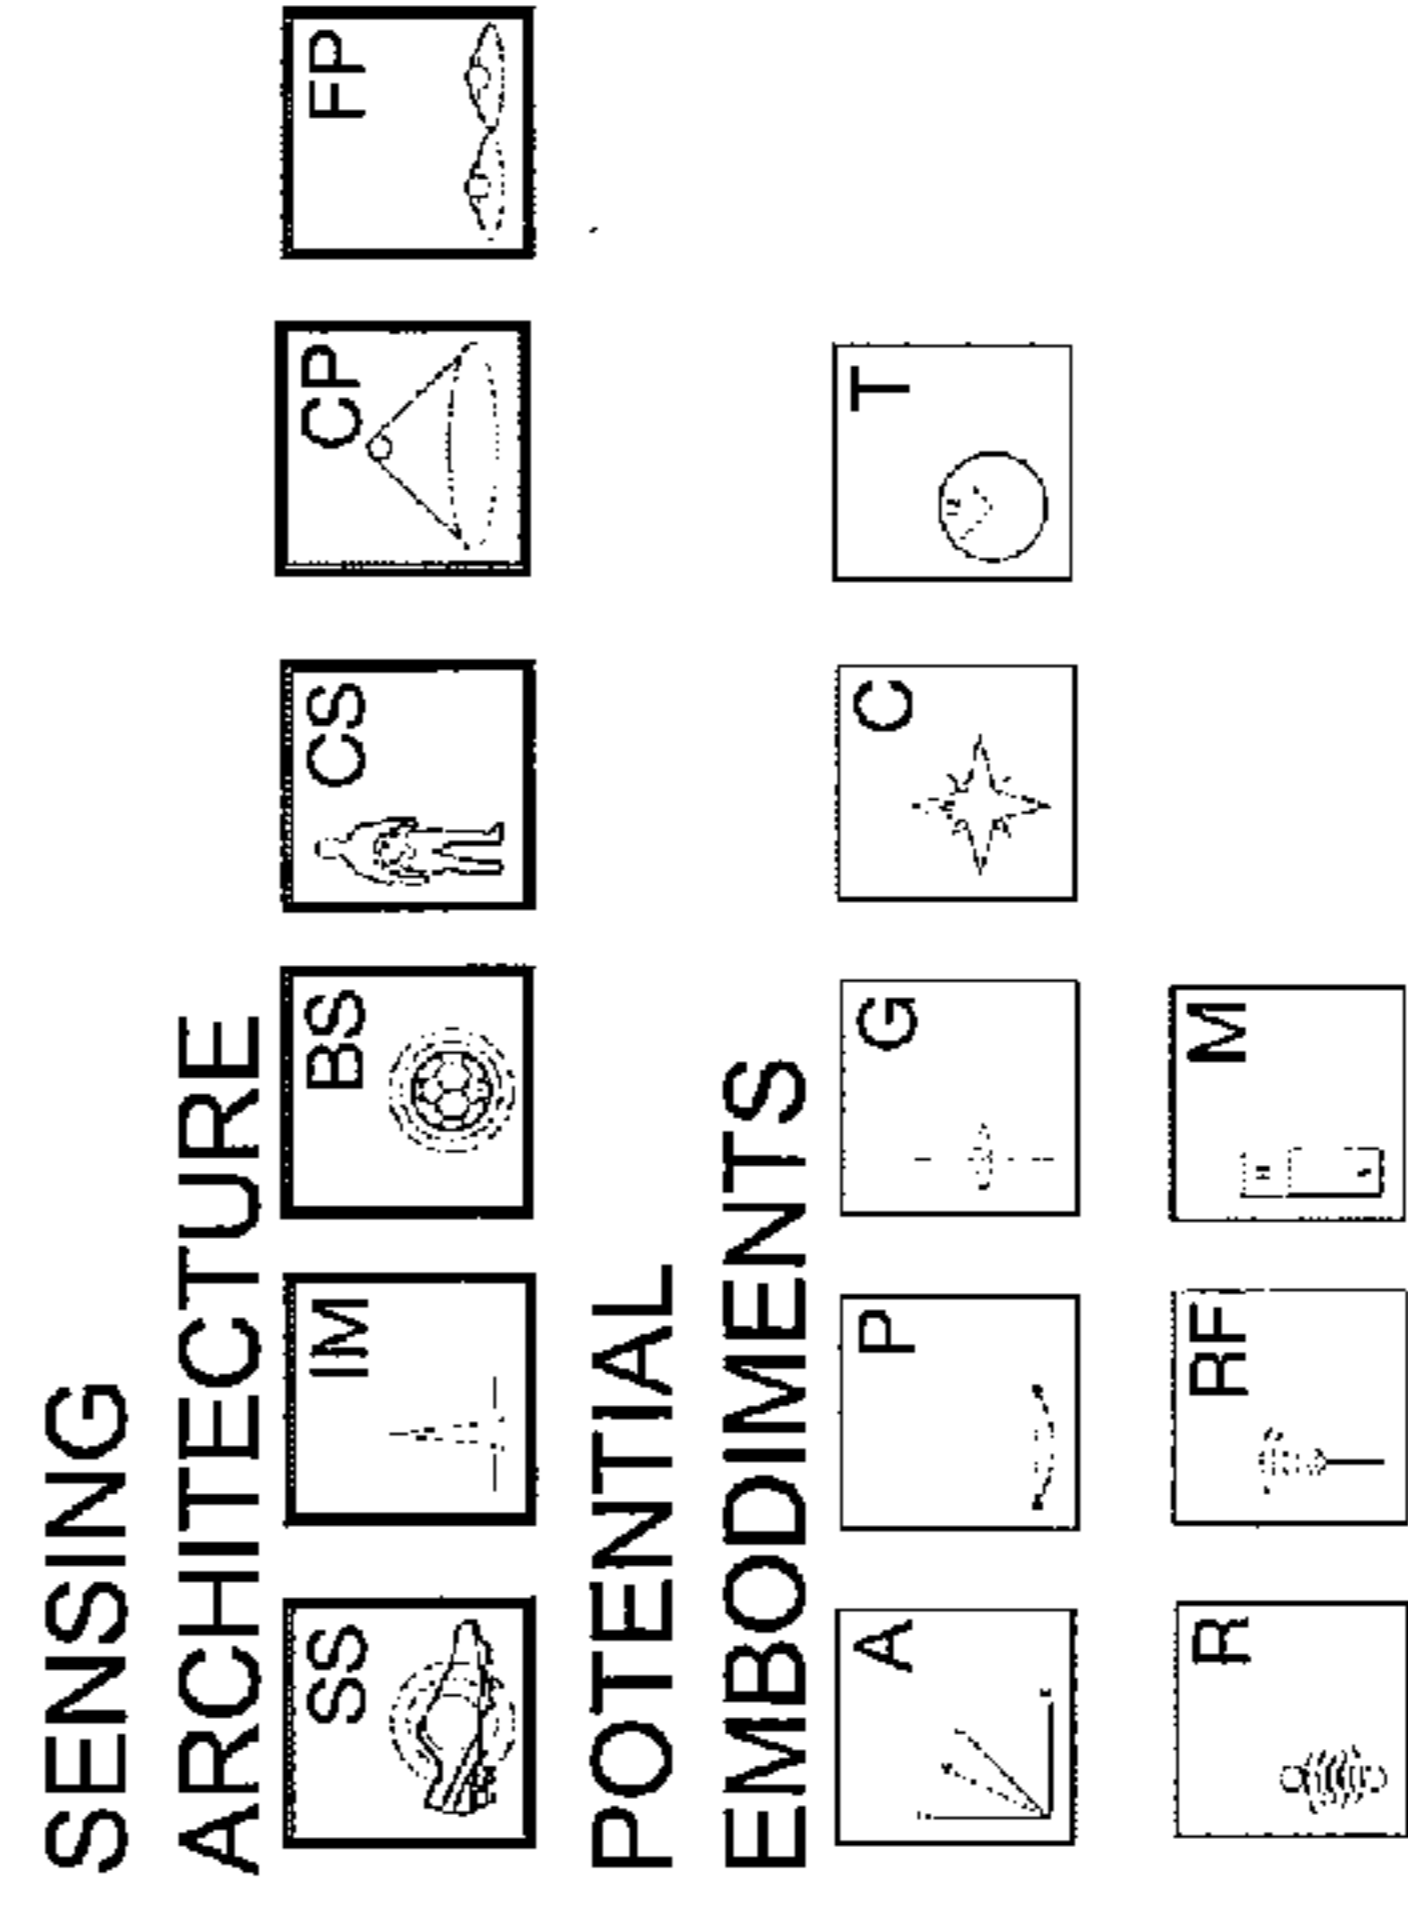 SENSING
ARCHITECTURE
SS IM BS CS CP FP
POTENTIAL
EMBODIMENTS
A P G C T
R RF M